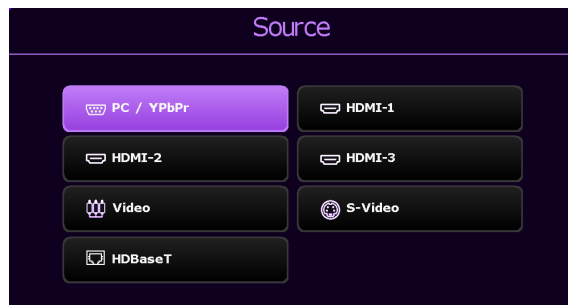 Source
PC / YPbPr
HDMI-1
HDMI-2
HDMI-3
Video
S-Video
HDBaseT